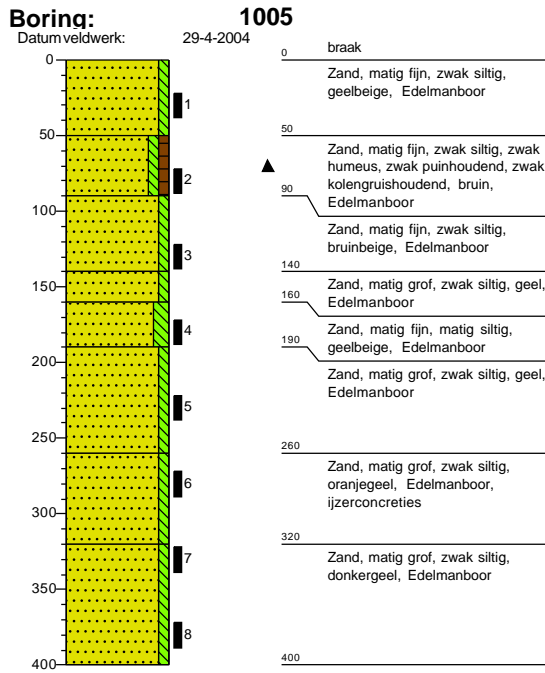 Boring: 1005
Datum veldwerk: 29-4-2004
0
50
100
150
200
250
300
350
400
1
2
3
4
5
6
7
8
0 braak
Zand, matig fijn, zwak siltig,
geelbeige, Edelmanboor
50
Zand, matig fijn, zwak siltig, zwak
humeus, zwak puinhoudend, zwak
kolengruishoudend, bruin,
Edelmanboor
90
Zand, matig fijn, zwak siltig,
bruinbeige, Edelmanboor
140
Zand, matig grof, zwak siltig, geel,
Edelmanboor
160
Zand, matig fijn, matig siltig,
geelbeige, Edelmanboor
190
Zand, matig grof, zwak siltig, geel,
Edelmanboor
260
Zand, matig grof, zwak siltig,
oranjegeel, Edelmanboor,
ijzerconcreties
320
Zand, matig grof, zwak siltig,
donkergeel, Edelmanboor
400